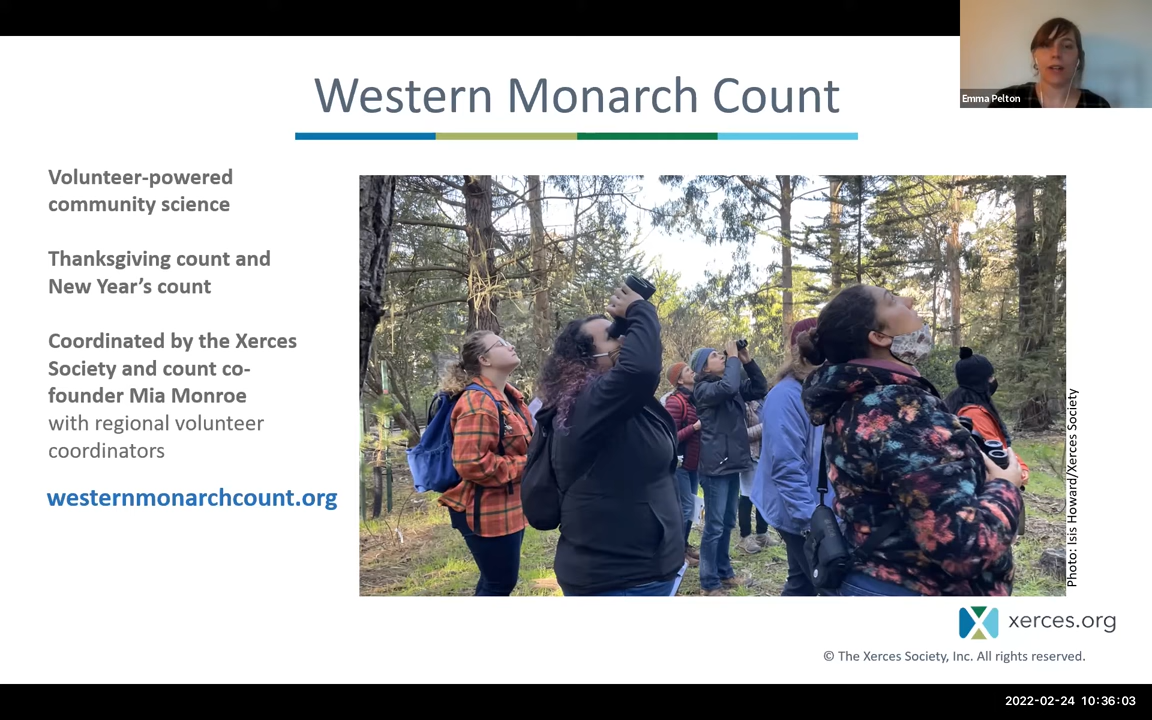 Emma Pelton
Western Monarch Count
Volunteer-powered
community science
Thanksgiving count and
New Year’s count
Coordinated by the Xerces
Society and count co-
founder Mia Monroe
with regional volunteer
coordinators
westernmonarchcount.org
Photo: Isis Howard/Xerces Society
xerces.org
© The Xerces Society, Inc. All rights reserved.
2022-02-24 10:36:03